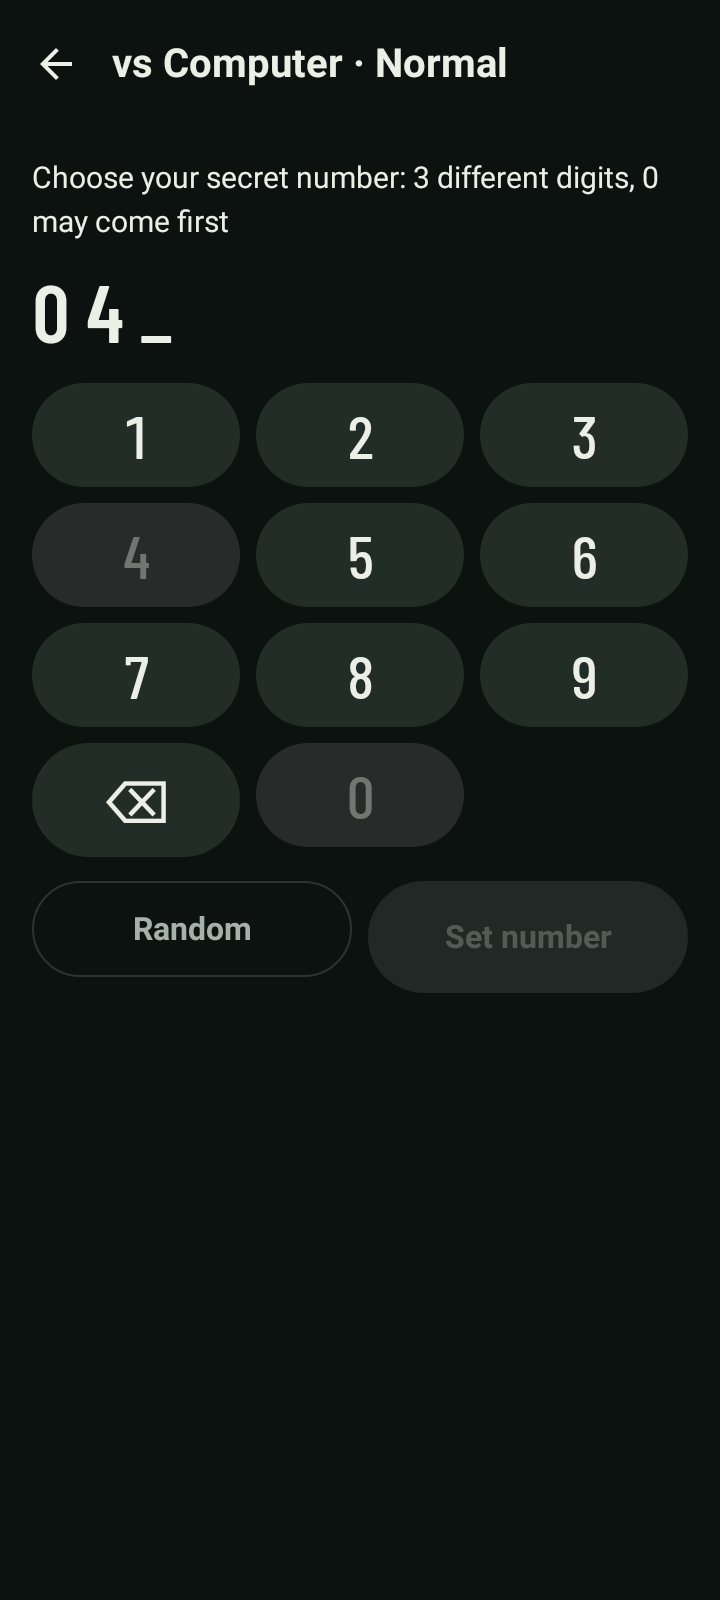 vs Computer · Normal
Choose your secret number: 3 different digits, 0
may come first
0 4 _
1 2 3
4 5 6
7 8 9
0
Random Set number